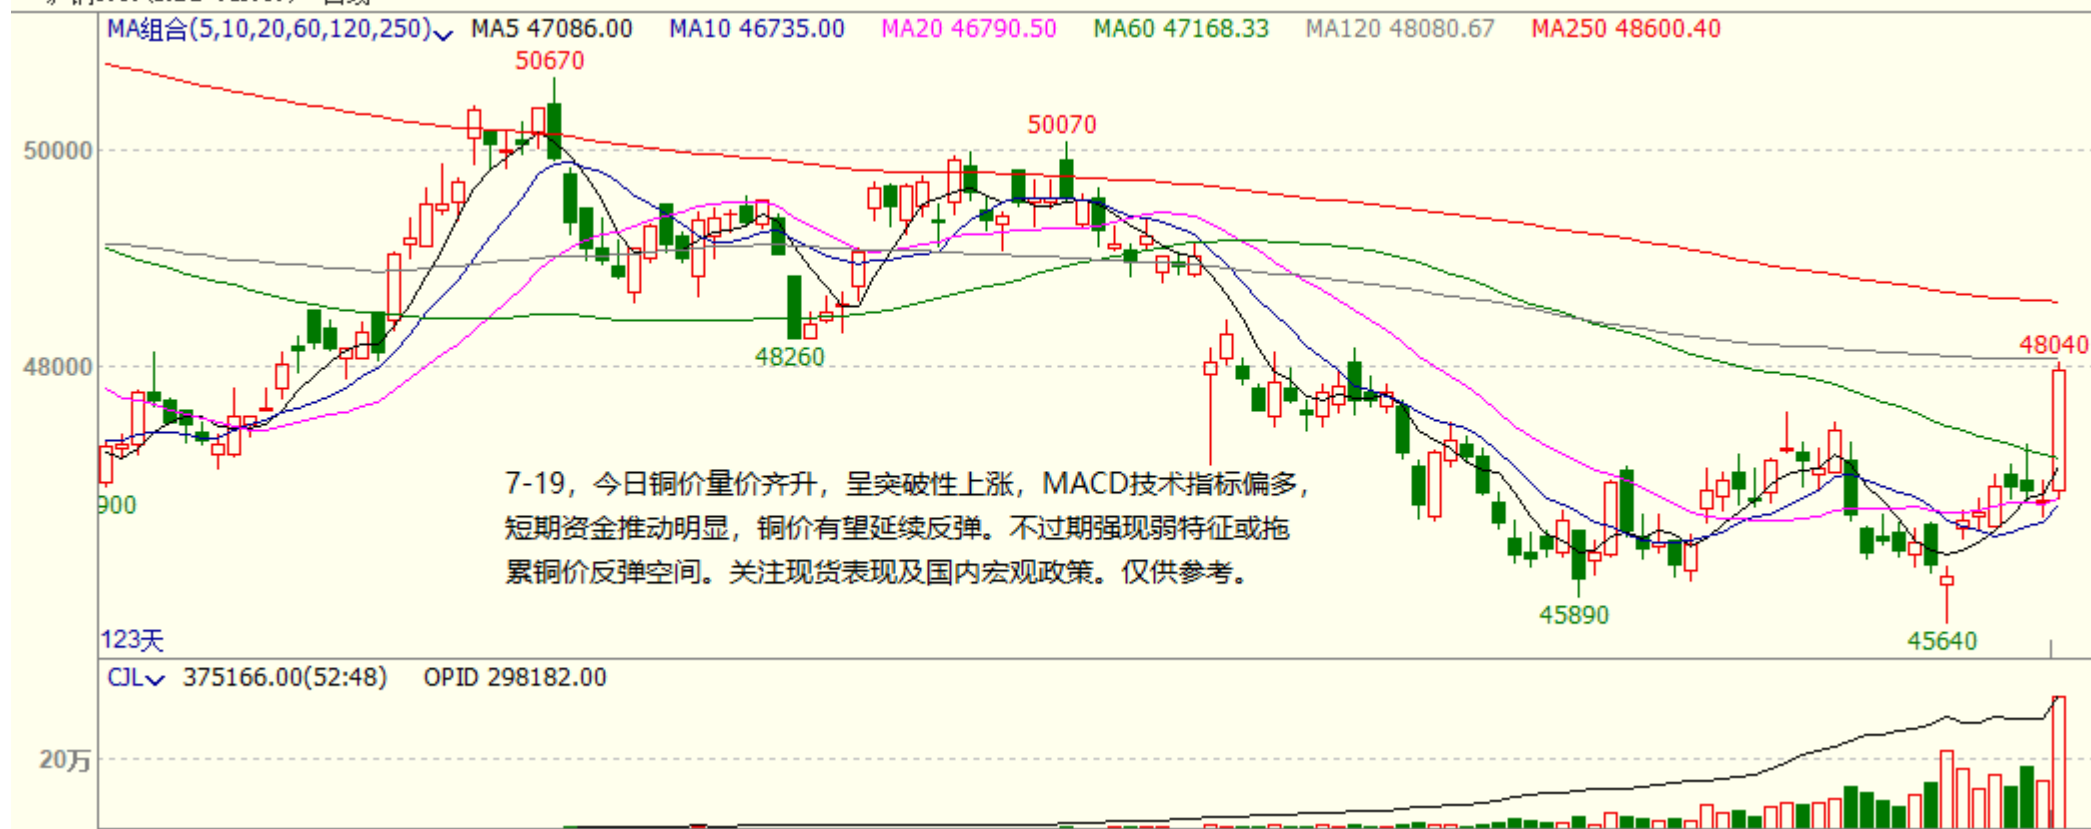 MA组合(5,10,20,60,120,250) MA5 47086.00 MA10 46735.00 MA20 46790.50 MA60 47168.33 MA120 48080.67 MA250 48600.40
50670
50070
50000
48260
48000
48040
900
7-19，今日铜价量价齐升，呈突破性上涨，MACD技术指标偏多，
短期资金推动明显，铜价有望延续反弹。不过期强现弱特征或拖
累铜价反弹空间。关注现货表现及国内宏观政策。仅供参考。
45890
45640
123天
CJL 375166.00(52:48) OPID 298182.00
20万